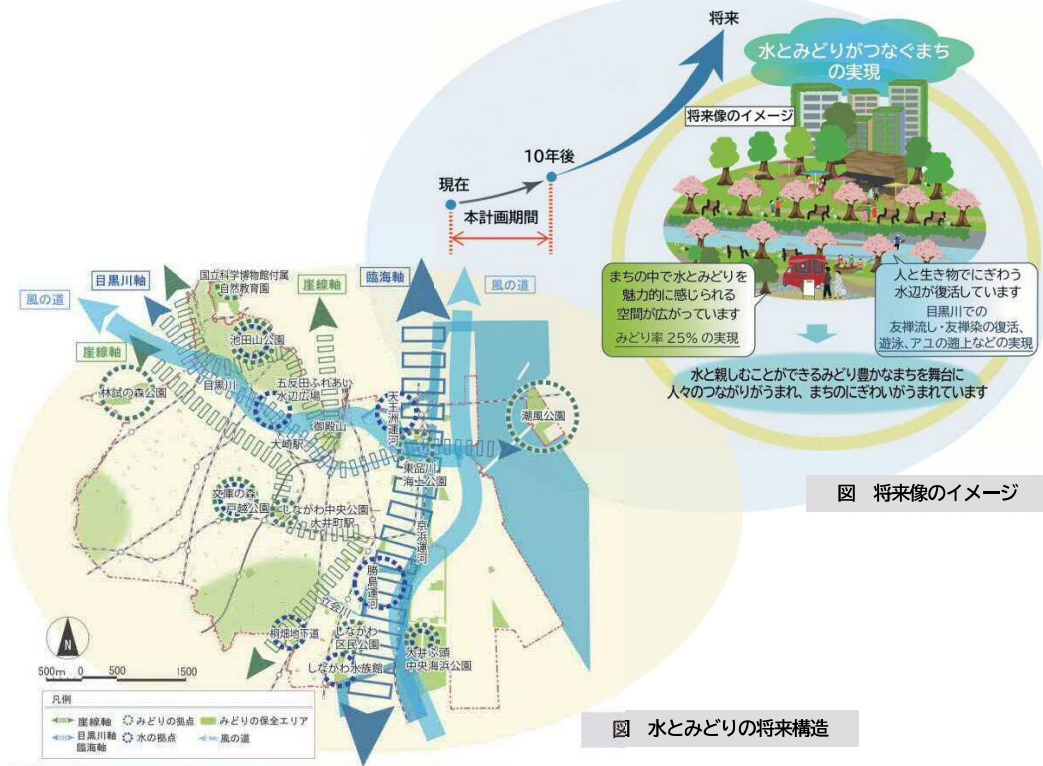 将来
水とみどりがつなぐまち
の実現
将来像のイメージ
10年後
現在
本計画期間
まちの中で水とみどりを
魅力的に感じられる
空間が広がっています
みどり率25%の実現
人と生き物でにぎわう
水辺が復活しています
目黒川での
友禅流し・友禅染の復活、
遊泳、アユの遡上などの実現
水と親しむことができるみどり豊かなまちを舞台に
人々のつながりがうまれ、まちのにぎわいがうまれています
図 将来像のイメージ
風の道
目黒川軸
国立科学博物館付属
自然教育園
崖線軸
臨海軸
風の道
崖線軸
池田山公園
林試の森公園
目黒川
五反田ふれあい
水辺広場
天王洲運河
潮風公園
御殿山
大崎駅
東品川
海上公園
文庫の森
戸越公園
しながわ中央公園
大井町駅
京浜運河
勝島運河
立会川
桐畑地下道
しながわ
区民公園
しながわ水族館
大井ふ頭
中央海浜公園
N
500m 0 500 1500
凡例
崖線軸 みどりの拠点 みどりの保全エリア
目黒川軸
臨海軸 水の拠点 風の道
図 水とみどりの将来構造